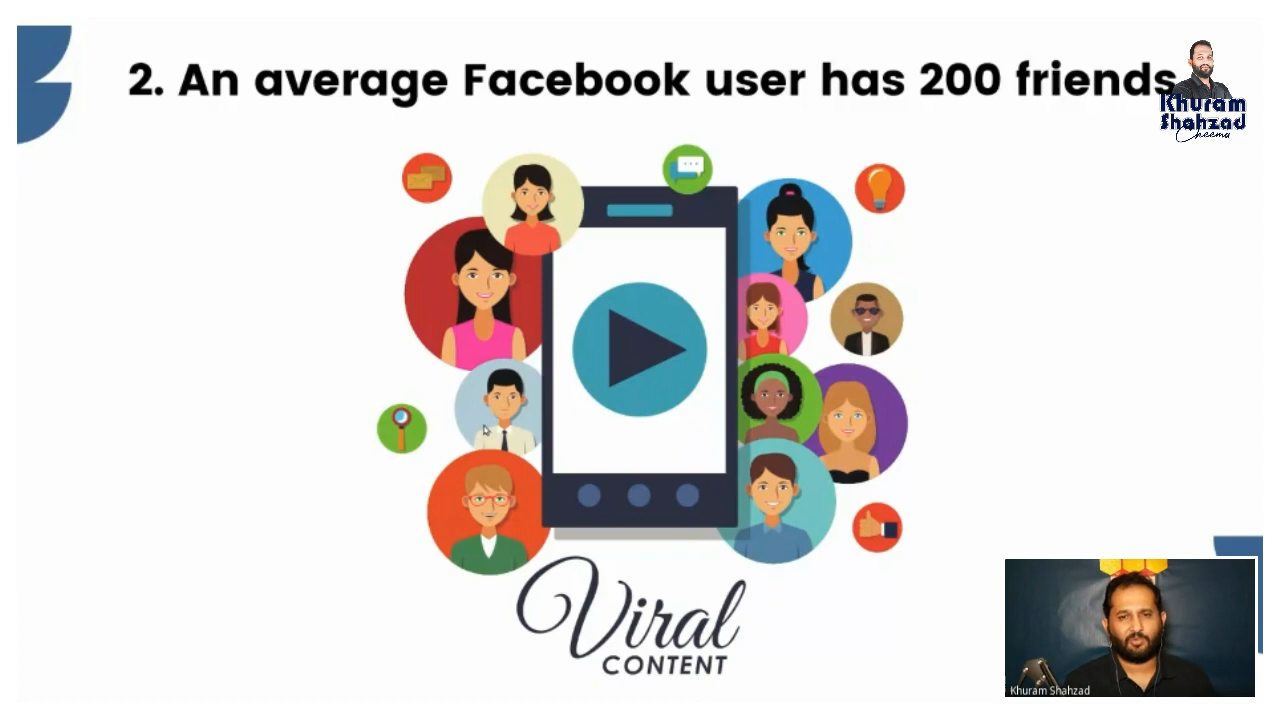 2. An average Facebook user has 200 friends
Khuram
Shahzad
Cheema
Viral
CONTENT
Khuram Shahzad